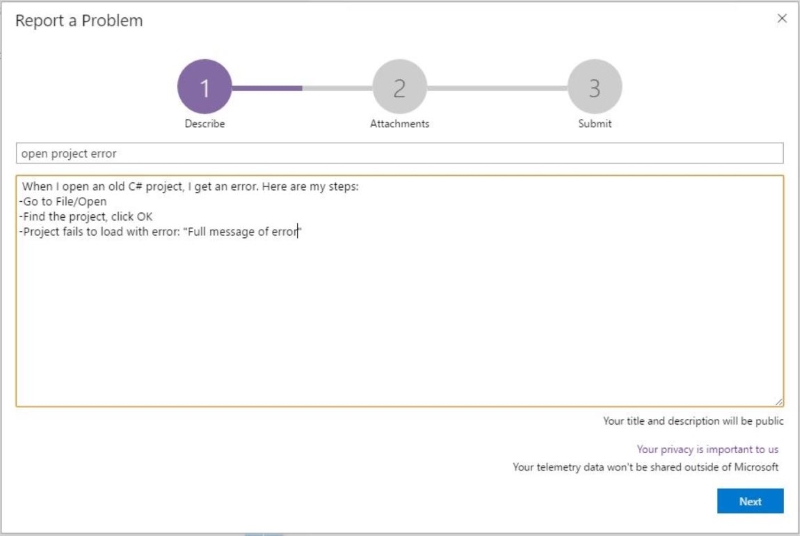 Report a Problem
1
2
3
Describe
Attachments
Submit
open project error
When I open an old C# project, I get an error. Here are my steps:
-Go to File/Open
-Find the project, click OK
-Project fails to load with error: "Full message of error"
Your title and description will be public
Your privacy is important to us
Your telemetry data won't be shared outside of Microsoft
Next